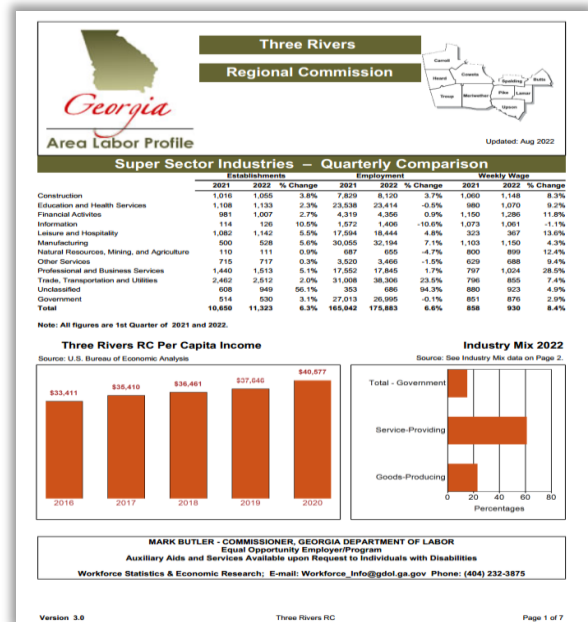 Three Rivers
Regional Commission
Georgia
Area Labor Profile
Carroll
Heard
Coweta
Spalding
Butts
Troup
Meriwether
Pike
Lamar
Upson
Updated: Aug 2022
Super Sector Industries – Quarterly Comparison
Establishments Employment Weekly Wage
2021 2022 % Change 2021 2022 % Change 2021 2022 % Change
Construction 1,016 1,055 3.8% 7,829 8,120 3.7% 1,060 1,148 8.3%
Education and Health Services 1,108 1,133 2.3% 23,538 23,414 -0.5% 980 1,070 9.2%
Financial Activites 981 1,007 2.7% 4,319 4,356 0.9% 1,150 1,286 11.8%
Information 114 126 10.5% 1,572 1,406 -10.6% 1,073 1,061 -1.1%
Leisure and Hospitality 1,082 1,142 5.5% 17,594 18,444 4.8% 323 367 13.6%
Manufacturing 500 528 5.6% 30,055 32,194 7.1% 1,103 1,150 4.3%
Natural Resources, Mining, and Agriculture 110 111 0.9% 687 655 -4.7% 800 899 12.4%
Other Services 715 717 0.3% 3,520 3,466 -1.5% 629 688 9.4%
Professional and Business Services 1,440 1,513 5.1% 17,552 17,845 1.7% 797 1,024 28.5%
Trade, Transportation and Utilities 2,462 2,512 2.0% 31,008 38,306 23.5% 796 855 7.4%
Unclassified 608 949 56.1% 353 686 94.3% 880 923 4.9%
Government 514 530 3.1% 27,013 26,995 -0.1% 851 876 2.9%
Total 10,650 11,323 6.3% 165,042 175,883 6.6% 858 930 8.4%
Note: All figures are 1st Quarter of 2021 and 2022.
Three Rivers RC Per Capita Income
Source: U.S. Bureau of Economic Analysis
$33,411
$35,410
$36,461
$37,646
$40,577
2016 2017 2018 2019 2020
Industry Mix 2022
Source: See Industry Mix data on Page 2.
Total - Government
Service-Providing
Goods-Producing
0 20 40 60 80
Percentages
MARK BUTLER - COMMISSIONER, GEORGIA DEPARTMENT OF LABOR
Equal Opportunity Employer/Program
Auxiliary Aids and Services Available upon Request to Individuals with Disabilities
Workforce Statistics & Economic Research; E-mail: Workforce_Info@gdol.ga.gov Phone: (404) 232-3875
Version 3.0 Three Rivers RC Page 1 of 7